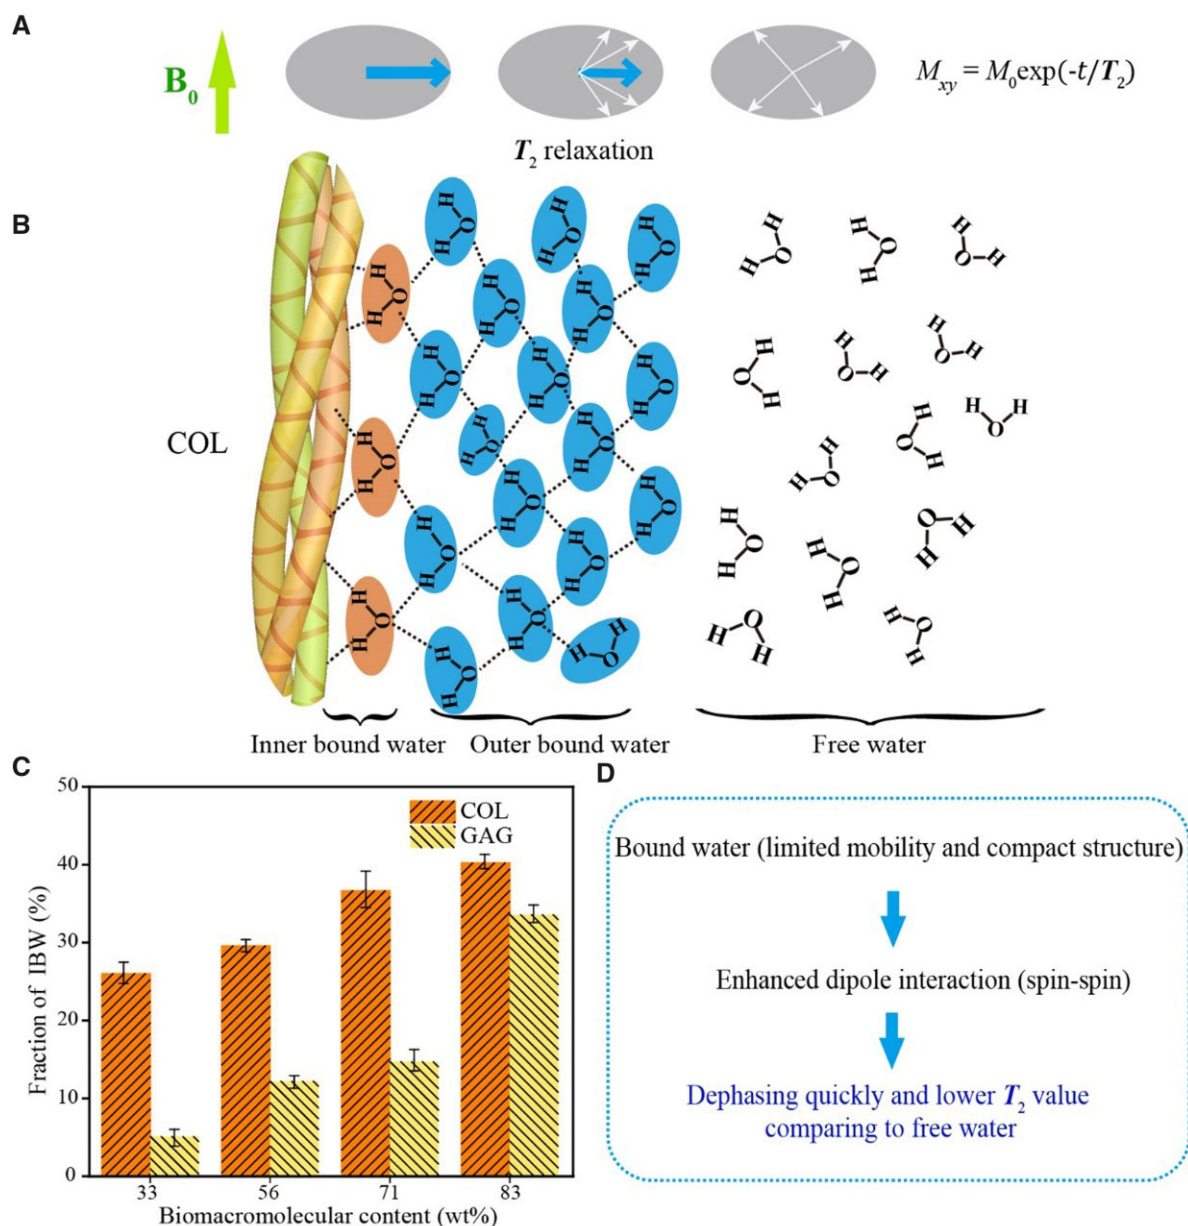 A
B₀
Mxy = M₀exp(-t/T₂)
T₂ relaxation
B
COL
Inner bound water
Outer bound water
Free water
C
50
40
30
20
10
0
Fraction of IBW (%)
COL
GAG
33
56
71
83
Biomacromolecular content (wt%)
D
Bound water (limited mobility and compact structure)
Enhanced dipole interaction (spin-spin)
Dephasing quickly and lower T₂ value
comparing to free water